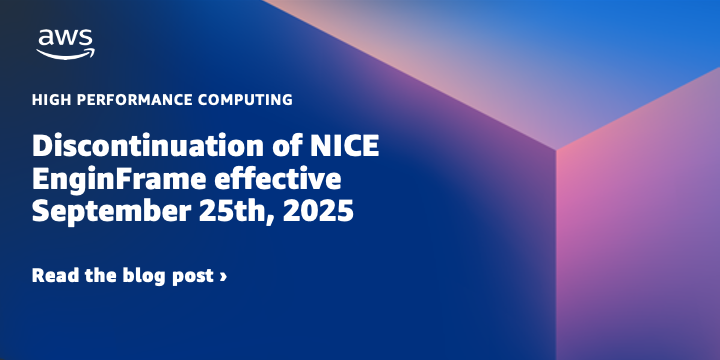 aws
HIGH PERFORMANCE COMPUTING
Discontinuation of NICE
EnginFrame effective
September 25th, 2025
Read the blog post ›